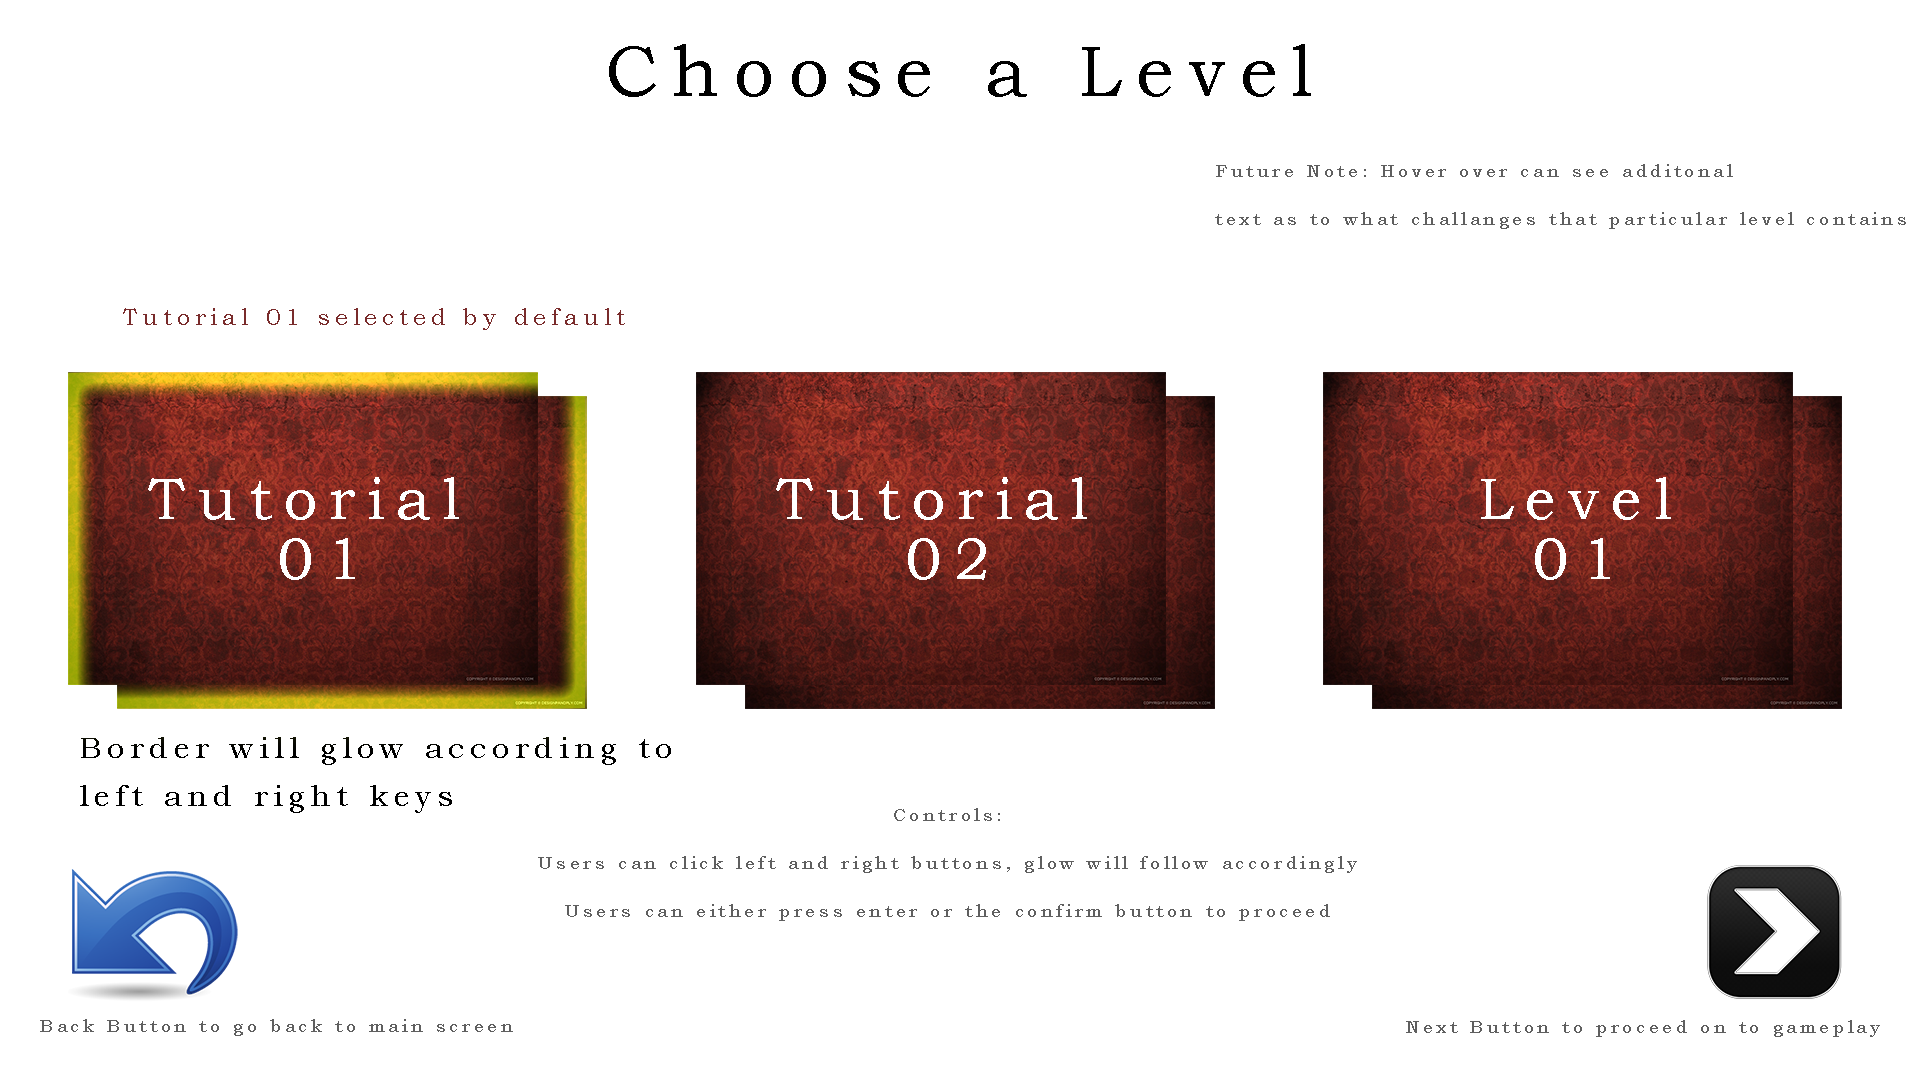 Choose a Level
Future Note: Hover over can see additonal
text as to what challanges that particular level contains
Tutorial 01 selected by default
Tutorial
01
Tutorial
02
Level
01
Border will glow according to
left and right keys
Controls:
Users can click left and right buttons, glow will follow accordingly
Users can either press enter or the confirm button to proceed
Back Button to go back to main screen
Next Button to proceed on to gameplay